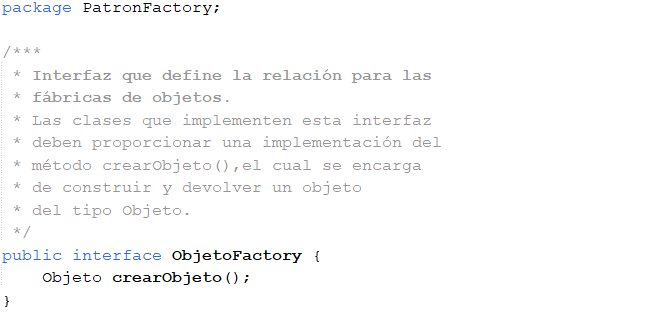 package PatronFactory;
/***
 * Interfaz que define la relación para las
 * fábricas de objetos.
 * Las clases que implementen esta interfaz
 * deben proporcionar una implementación del
 * método crearObjeto(),el cual se encarga
 * de construir y devolver un objeto
 * del tipo Objeto.
 */
public interface ObjetoFactory {
    Objeto crearObjeto();
}